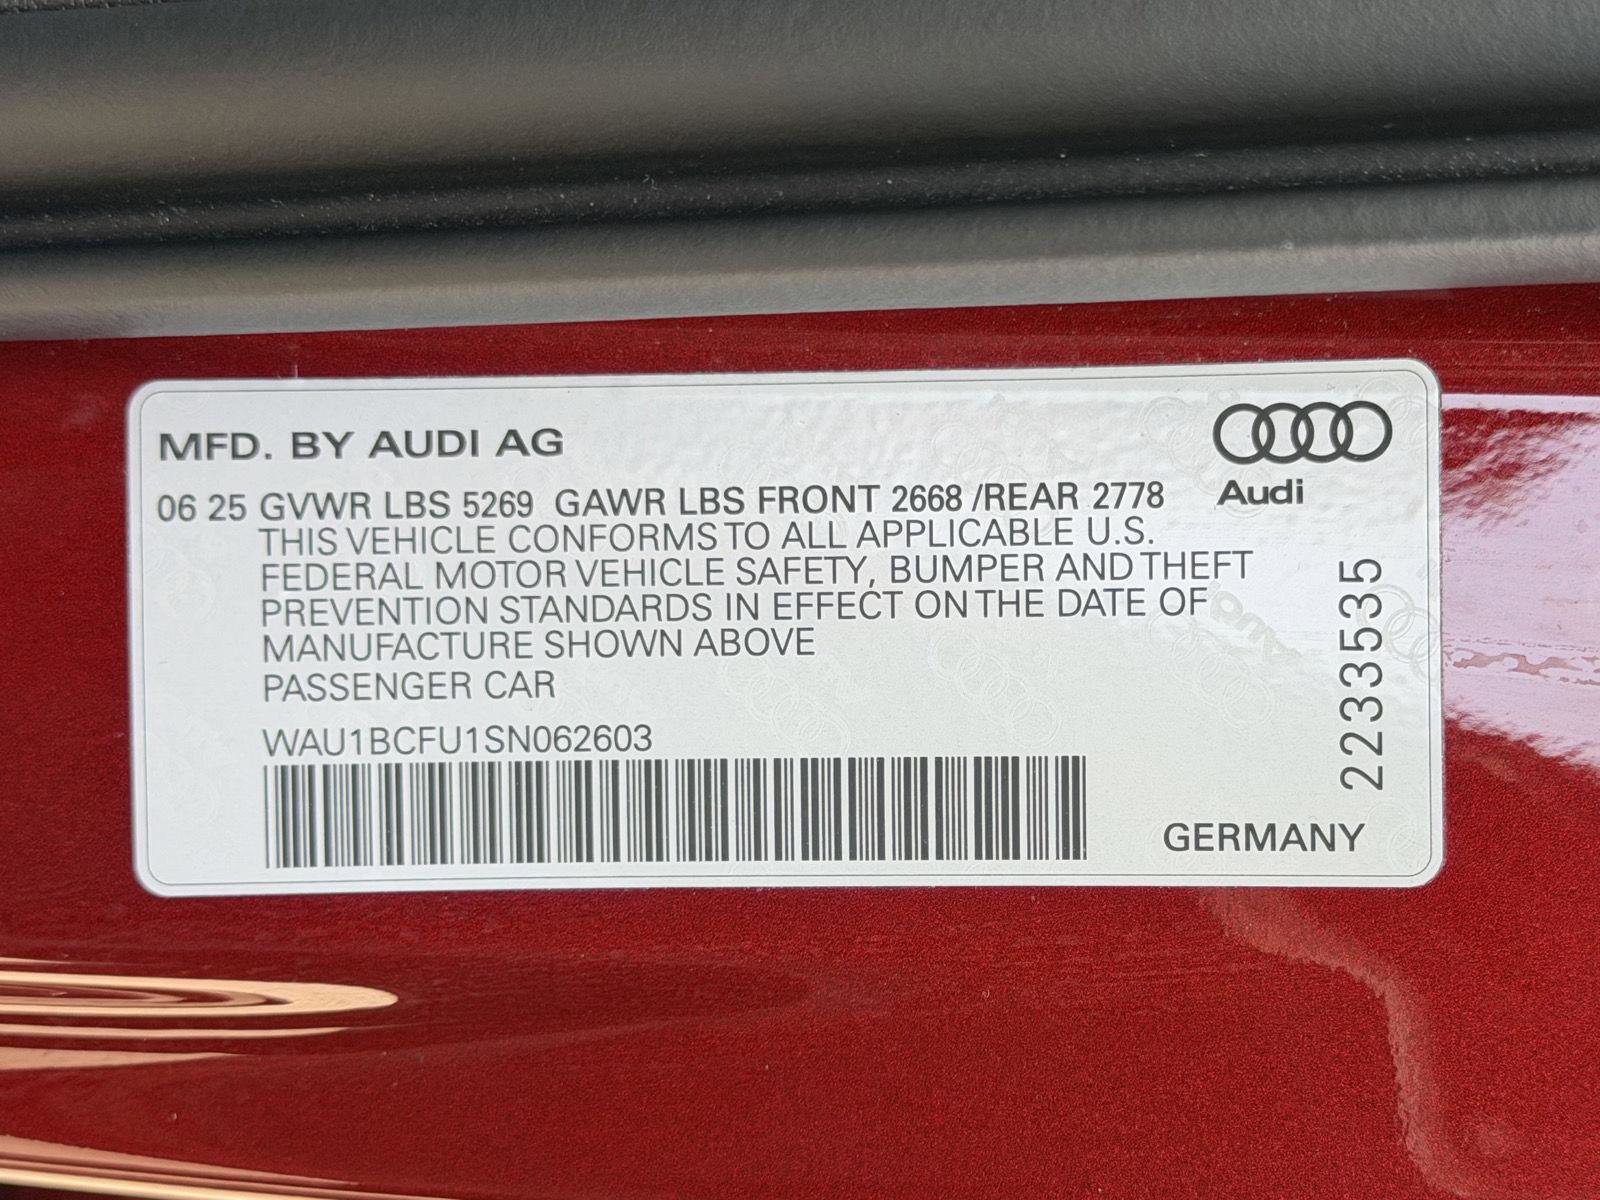 MFD. BY AUDI AG
Audi
06 25 GVWR LBS 5269 GAWR LBS FRONT 2668 /REAR 2778
THIS VEHICLE CONFORMS TO ALL APPLICABLE U.S.
FEDERAL MOTOR VEHICLE SAFETY, BUMPER AND THEFT
PREVENTION STANDARDS IN EFFECT ON THE DATE OF
MANUFACTURE SHOWN ABOVE
PASSENGER CAR
WAU1BCFU1SN062603
2233535
GERMANY